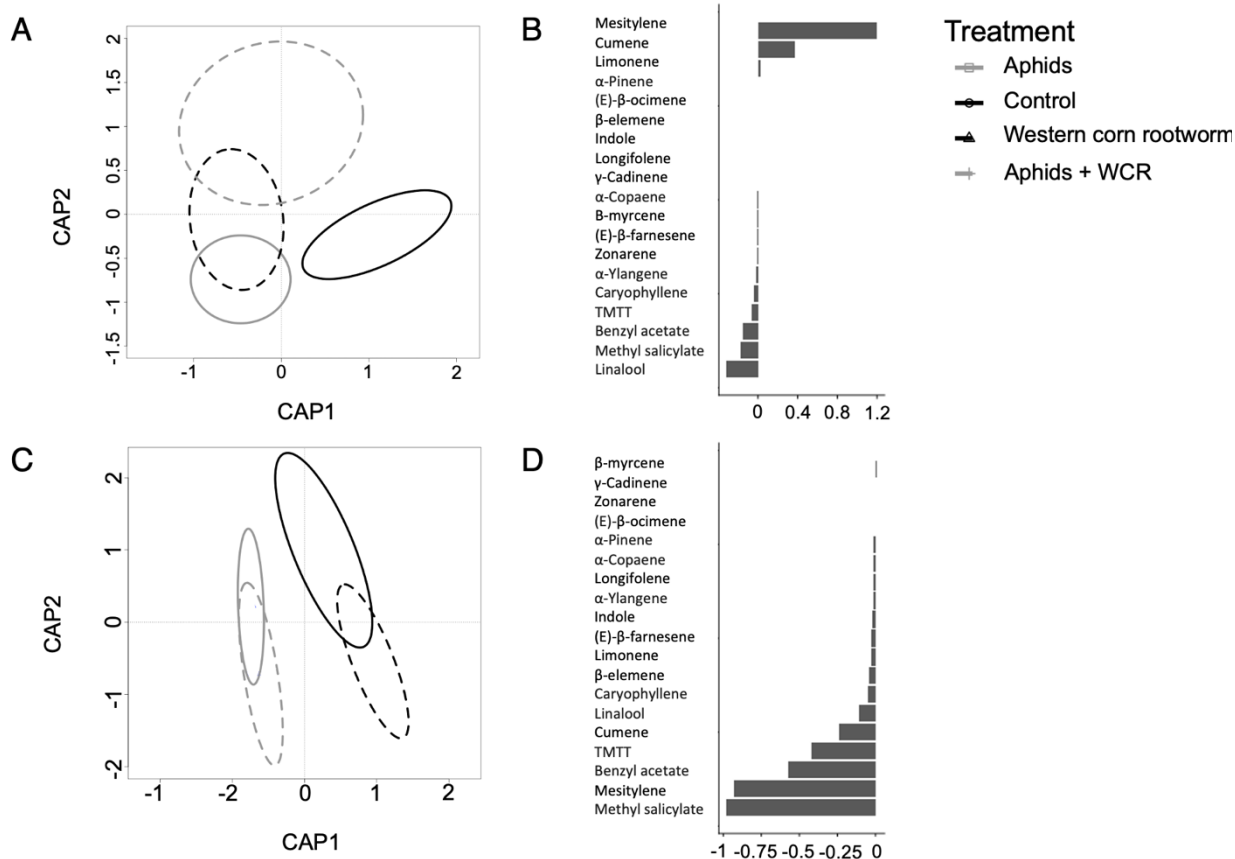 A
CAP2
2
1.5
1
0.5
0
-0.5
-1
-1.5
-1
0
1
2
CAP1
B
Mesitylene
Cumene
Limonene
α-Pinene
(E)-β-ocimene
β-elemene
Indole
Longifolene
γ-Cadinene
α-Copaene
B-myrcene
(E)-β-farnesene
Zonarene
α-Ylangene
Caryophyllene
TMTT
Benzyl acetate
Methyl salicylate
Linalool
0 0.4 0.8 1.2
Treatment
Aphids
Control
Western corn rootworm
Aphids + WCR
C
CAP2
2
1
0
-1
-2
-1 -2 0 1 2
CAP1
D
β-myrcene
γ-Cadinene
Zonarene
(E)-β-ocimene
α-Pinene
α-Copaene
Longifolene
α-Ylangene
Indole
(E)-β-farnesene
Limonene
β-elemene
Caryophyllene
Linalool
Cumene
TMTT
Benzyl acetate
Mesitylene
Methyl salicylate
-1 -0.75 -0.5 -0.25 0